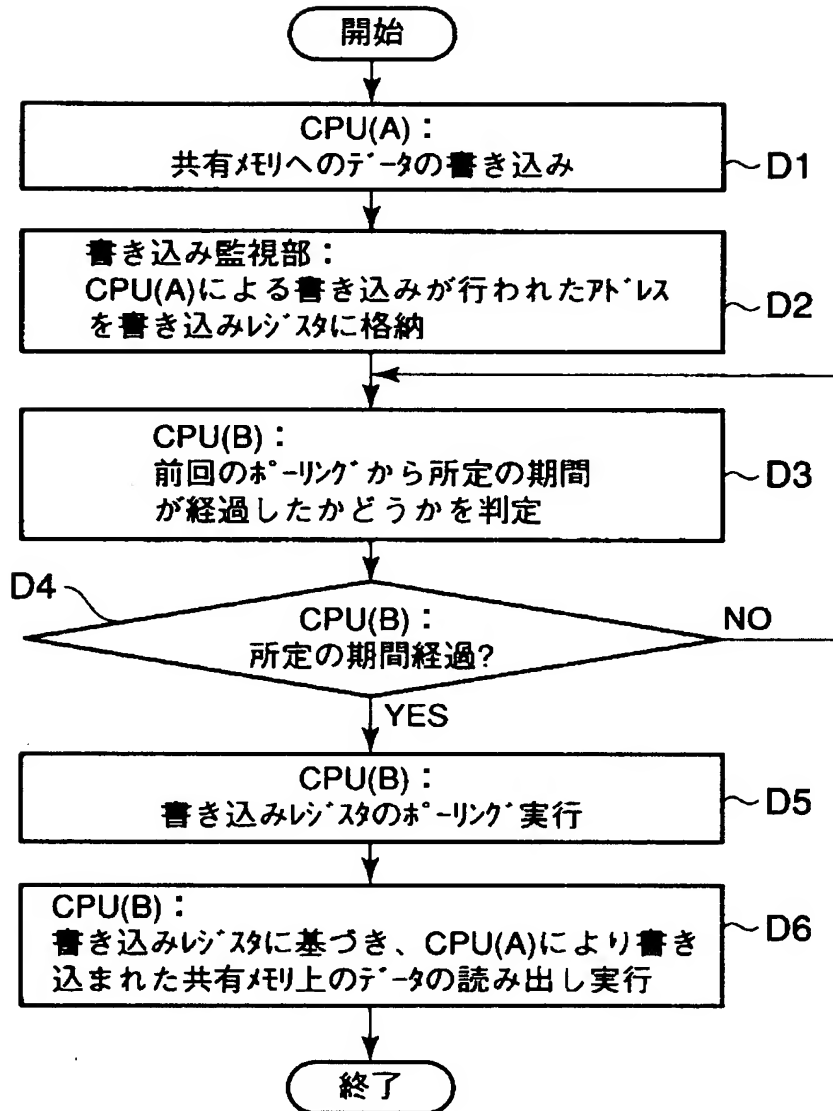 開始
CPU(A)：
共有ﾒﾓﾘへのﾃﾞｰﾀの書き込み
D1
書き込み監視部：
CPU(A)による書き込みが行われたｱﾄﾞﾚｽ
を書き込みﾚｼﾞｽﾀに格納
D2
CPU(B)：
前回のﾎﾟｰﾘﾝｸﾞから所定の期間
が経過したかどうかを判定
D3
D4
CPU(B)：
所定の期間経過?
NO
YES
CPU(B)：
書き込みﾚｼﾞｽﾀのﾎﾟｰﾘﾝｸﾞ実行
D5
CPU(B)：
書き込みﾚｼﾞｽﾀに基づき、CPU(A)により書き
込まれた共有ﾒﾓﾘ上のﾃﾞｰﾀの読み出し実行
D6
終了